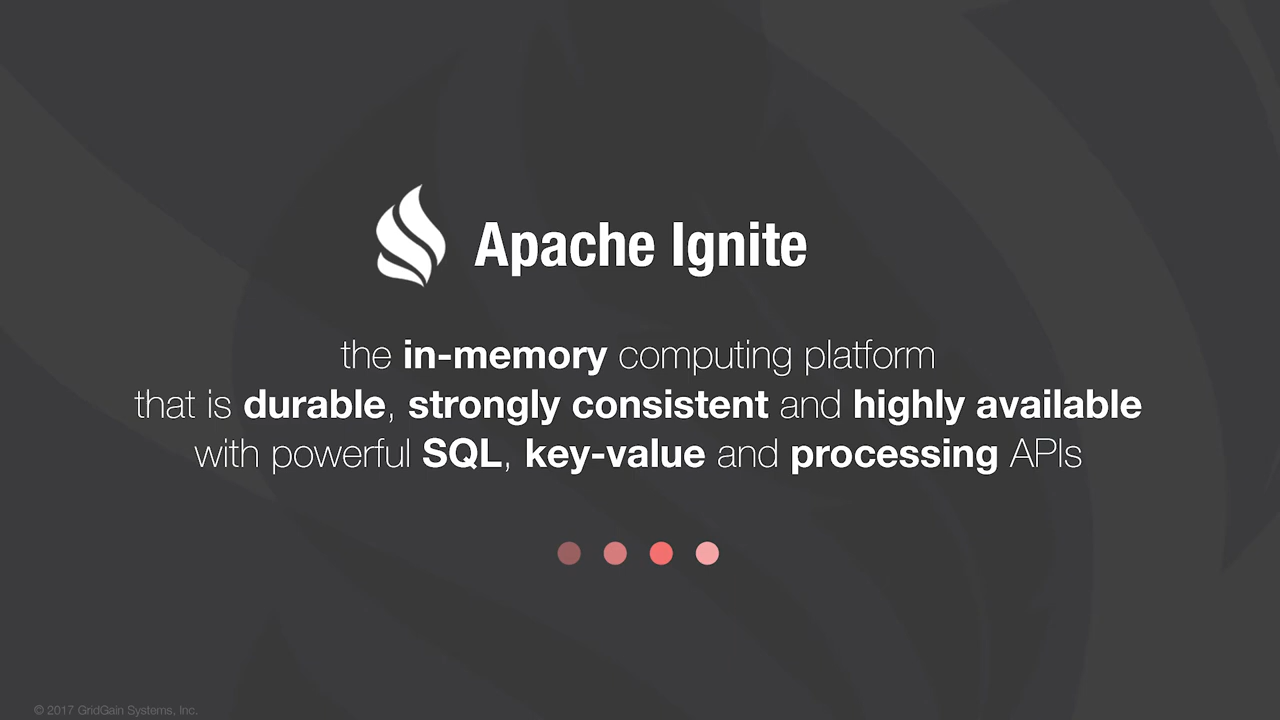 Apache Ignite
the in-memory computing platform
that is durable, strongly consistent and highly available
with powerful SQL, key-value and processing APIs
© 2017 GridGain Systems, Inc.